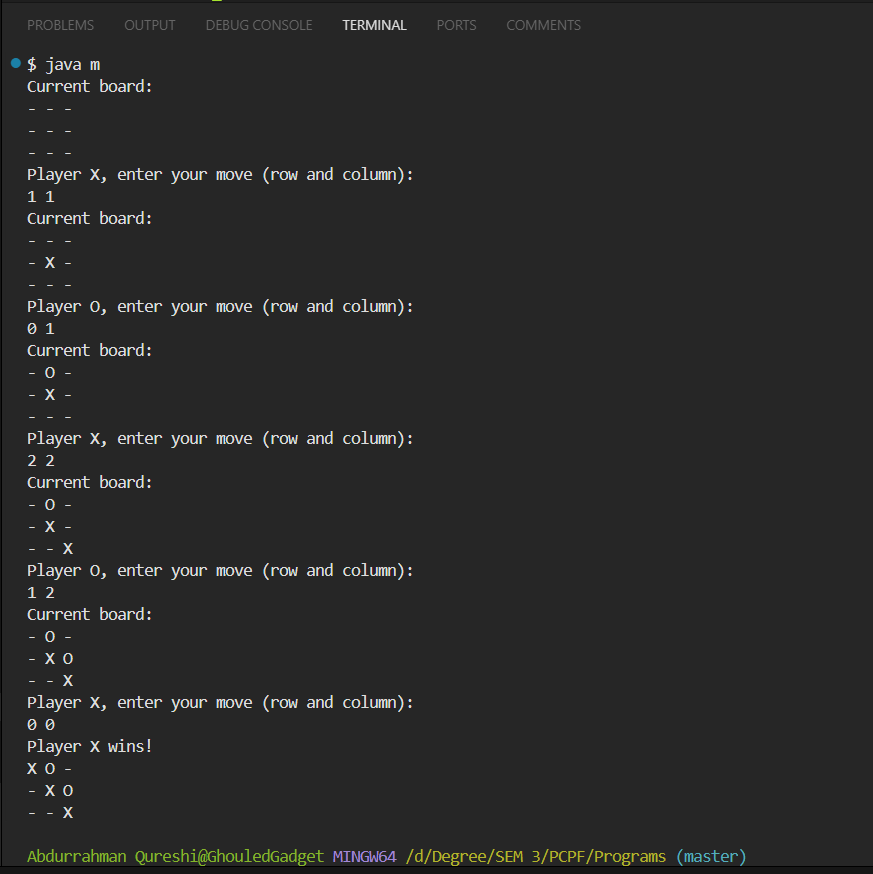 PROBLEMS OUTPUT DEBUG CONSOLE TERMINAL PORTS COMMENTS
$ java m
Current board:
- - -
- - -
- - -
Player X, enter your move (row and column):
1 1
Current board:
- - -
- X -
- - -
Player O, enter your move (row and column):
0 1
Current board:
- O -
- X -
- - -
Player X, enter your move (row and column):
2 2
Current board:
- O -
- X -
- - X
Player O, enter your move (row and column):
1 2
Current board:
- O -
- X O
- - X
Player X, enter your move (row and column):
0 0
Player X wins!
X O -
- X O
- - X
Abdurrahman Qureshi@GhouledGadget MINGW64 /d/Degree/SEM 3/PCPF/Programs (master)